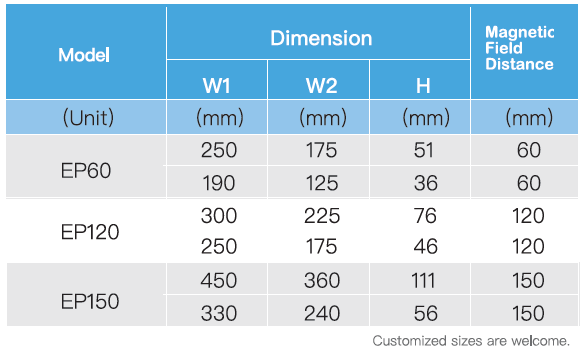 Model Dimension Magnetic
Field
Distance
W1 W2 H
(Unit) (mm) (mm) (mm) (mm)
EP60 250 175 51 60
190 125 36 60
EP120 300 225 76 120
250 175 46 120
EP150 450 360 111 150
330 240 56 150
Customized sizes are welcome.